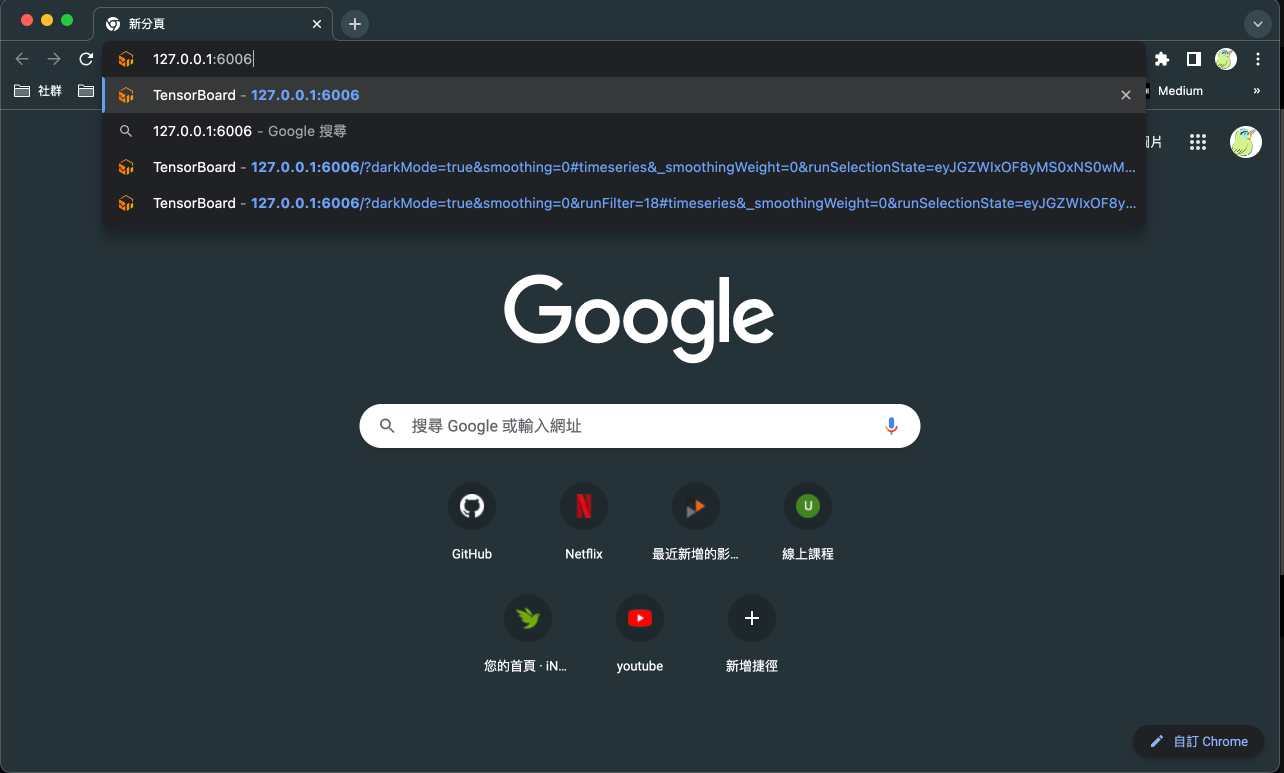 新分頁
127.0.0.1:6006
社群
TensorBoard - 127.0.0.1:6006
Medium
»
127.0.0.1:6006 - Google 搜尋
片
TensorBoard - 127.0.0.1:6006/?darkMode=true&smoothing=0#timeseries&_smoothingWeight=0&runSelectionState=eyJGZWIxOF8yMS0xNS0wM...
TensorBoard - 127.0.0.1:6006/?darkMode=true&smoothing=0&runFilter=18#timeseries&_smoothingWeight=0&runSelectionState=eyJGZWIxOF8y...
Google
搜尋 Google 或輸入網址
N
U
GitHub
Netflix
最近新增的影...
線上課程
您的首頁 · iN...
youtube
新增捷徑
自訂 Chrome